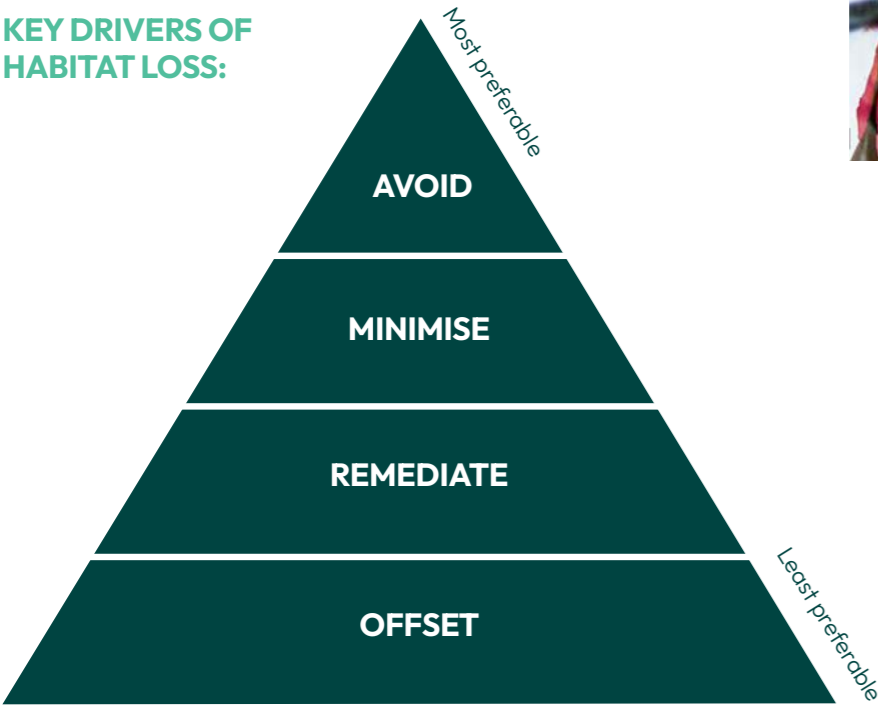 KEY DRIVERS OF
HABITAT LOSS:
Most preferable
AVOID
MINIMISE
REMEDIATE
OFFSET
Least preferable